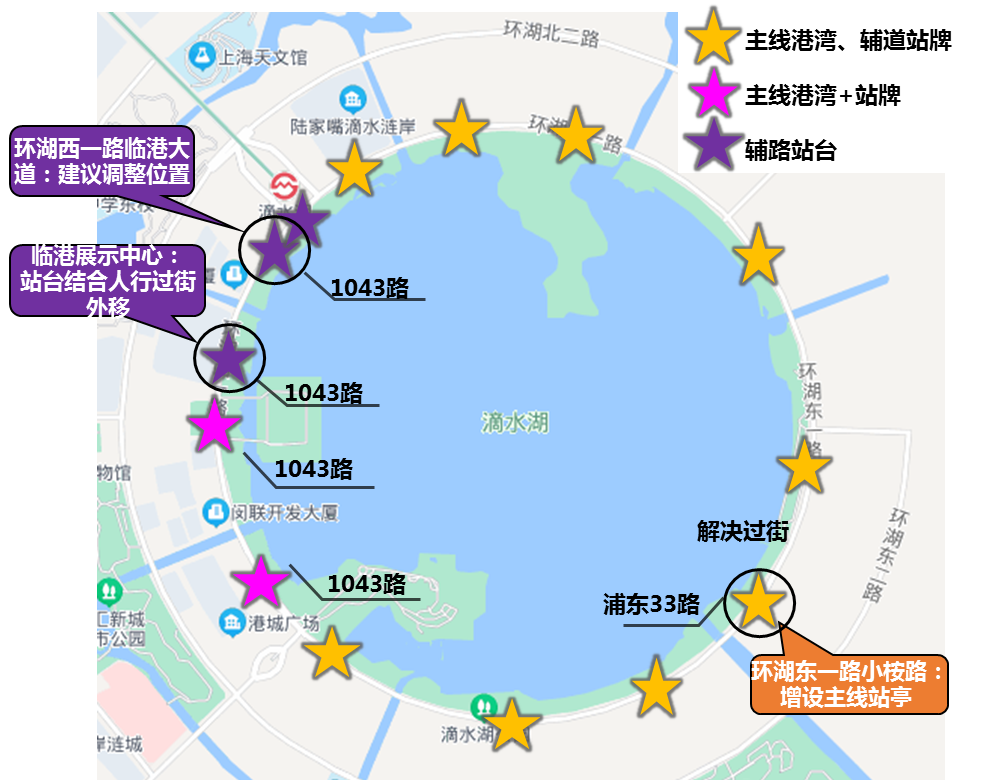 环湖北二路
主线港湾、辅道站牌
上海天文馆
主线港湾+站牌
陆家嘴滴水涟岸
辅路站台
环湖西一路临港大
道：建议调整位置
临港展示中心：
站台结合人行过街
外移
1043路
1043路
滴水湖
环湖东一路
1043路
物馆
闵联开发大厦
解决过街
环湖东二路
1043路
浦东33路
汇新城
市公园
港城广场
环湖东一路小桉路：
增设主线站亭
滴水湖
岸涟城